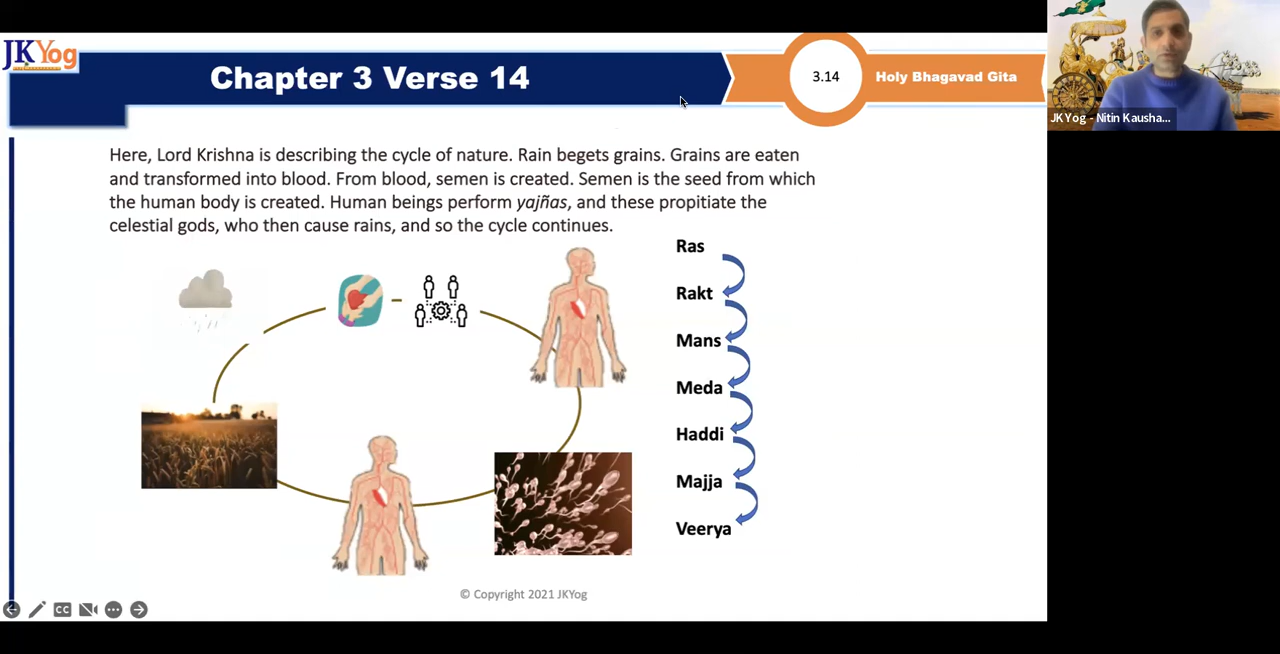 JKYog
Chapter 3 Verse 14
3.14
Holy Bhagavad Gita
JKYog - Nitin Kausha...
Here, Lord Krishna is describing the cycle of nature. Rain begets grains. Grains are eaten
and transformed into blood. From blood, semen is created. Semen is the seed from which
the human body is created. Human beings perform yajñas, and these propitiate the
celestial gods, who then cause rains, and so the cycle continues.
Ras
Rakt
Mans
Meda
Haddi
Majja
Veerya
© Copyright 2021 JKYog
CC